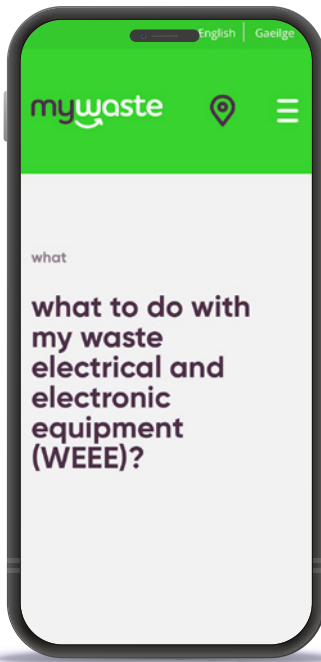 English | Gaeilge
mywaste
what
what to do with
my waste
electrical and
electronic
equipment
(WEEE)?